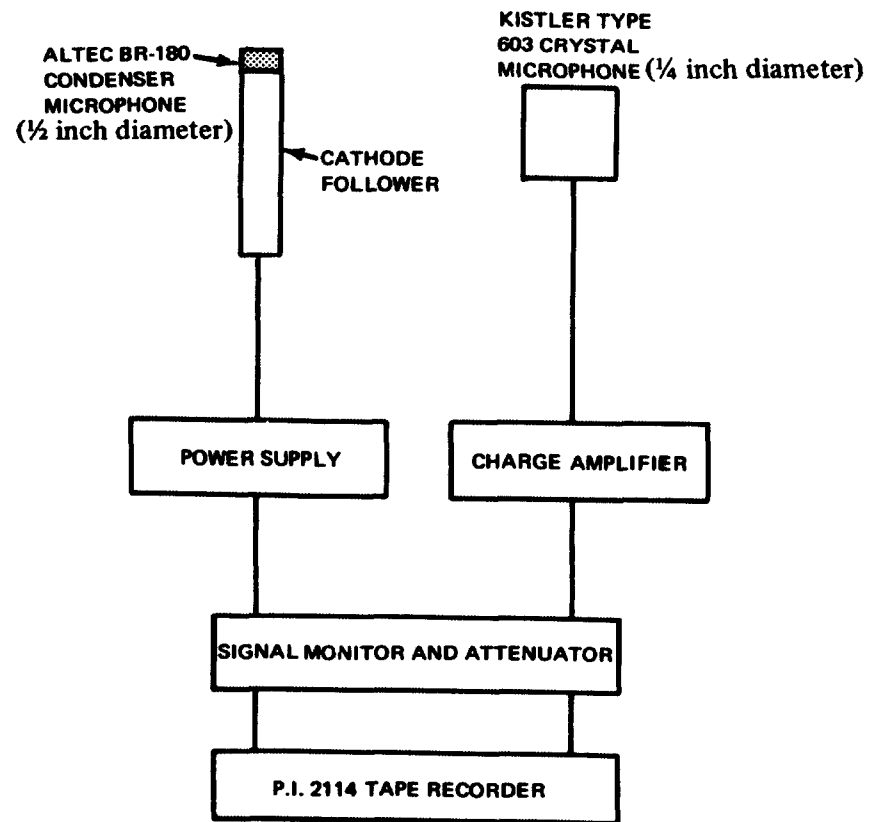 ALTEC BR-180
CONDENSER
MICROPHONE
(½ inch diameter)
CATHODE
FOLLOWER
KISTLER TYPE
603 CRYSTAL
MICROPHONE (¼ inch diameter)
POWER SUPPLY
CHARGE AMPLIFIER
SIGNAL MONITOR AND ATTENUATOR
P.I. 2114 TAPE RECORDER